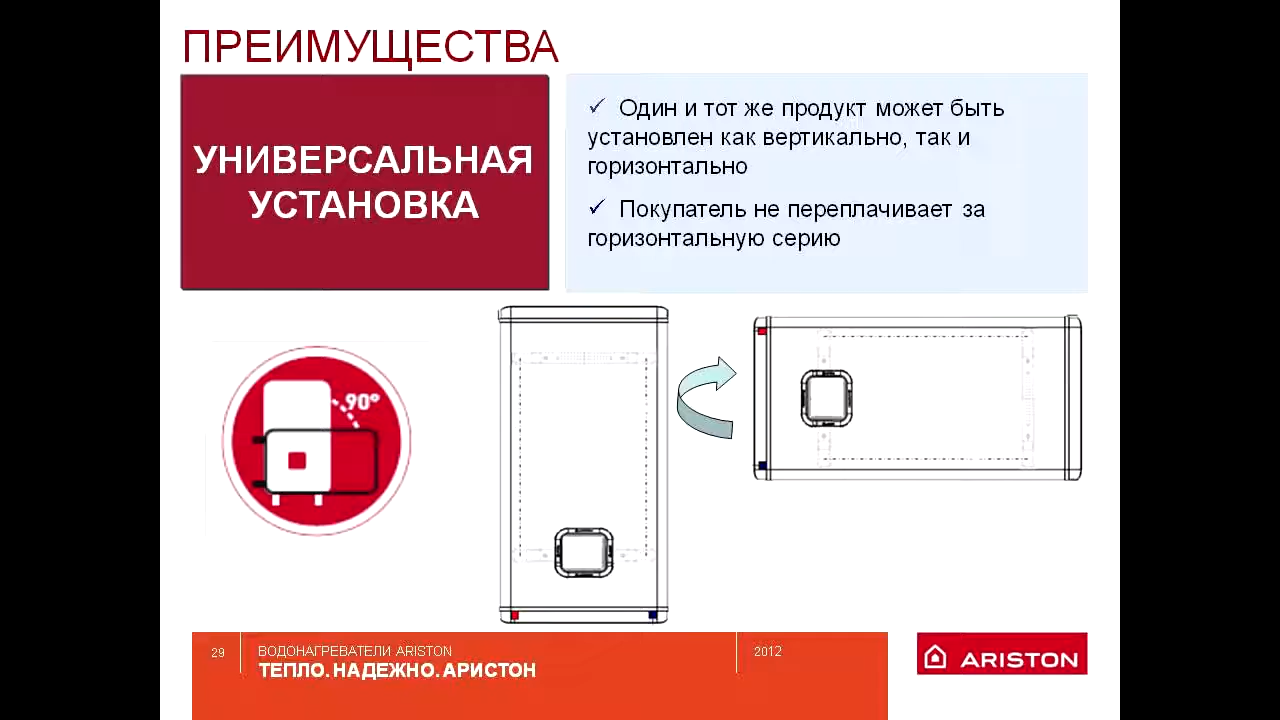 ПРЕИМУЩЕСТВА
УНИВЕРСАЛЬНАЯ
УСТАНОВКА
✓ Один и тот же продукт может быть
установлен как вертикально, так и
горизонтально
✓ Покупатель не переплачивает за
горизонтальную серию
90°
29
ВОДОНАГРЕВАТЕЛИ ARISTON
ТЕПЛО. НАДЕЖНО. АРИСТОН
2012
ARISTON